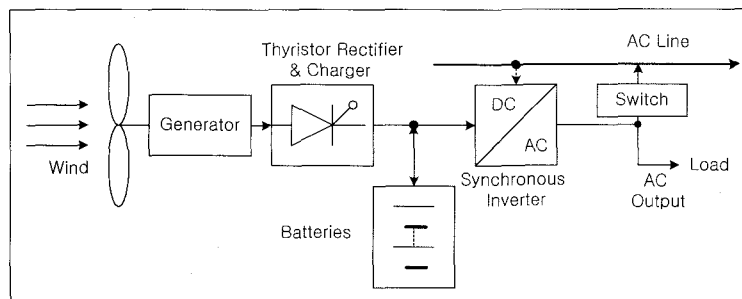 Thyristor Rectifier
& Charger
AC Line
Wind
Generator
DC
AC
Switch
Synchronous
Inverter
Load
AC
Output
Batteries